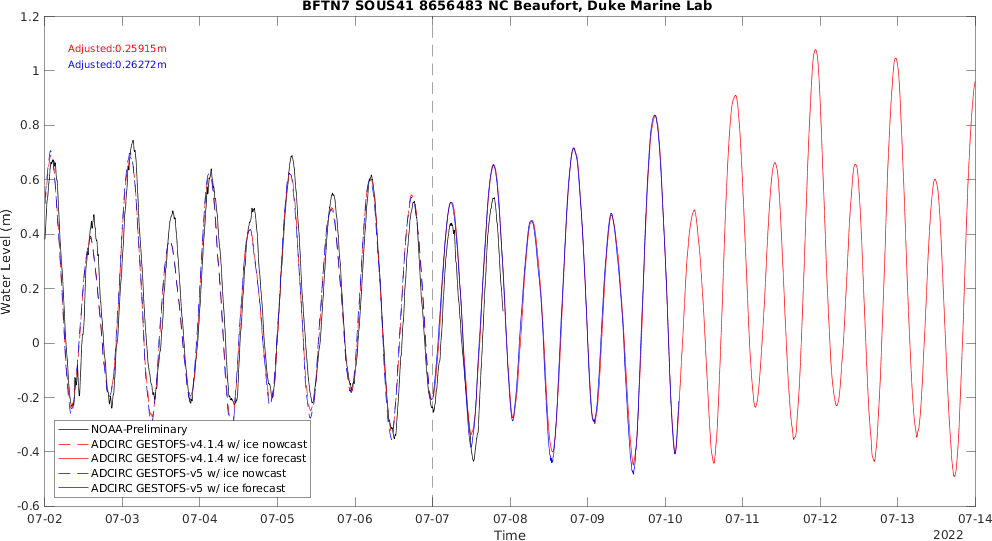 BFTN7 SOUS41 8656483 NC Beaufort, Duke Marine Lab
Adjusted:0.25915m
Adjusted:0.26272m
Water Level (m)
1.2
1
0.8
0.6
0.4
0.2
0
-0.2
-0.4
-0.6
NOAA-Preliminary
ADCIRC GESTOFS-v4.1.4 w/ ice nowcast
ADCIRC GESTOFS-v4.1.4 w/ ice forecast
ADCIRC GESTOFS-v5 w/ ice nowcast
ADCIRC GESTOFS-v5 w/ ice forecast
07-02 07-03 07-04 07-05 07-06 07-07 07-08 07-09 07-10 07-11 07-12 07-13 07-14
Time
2022